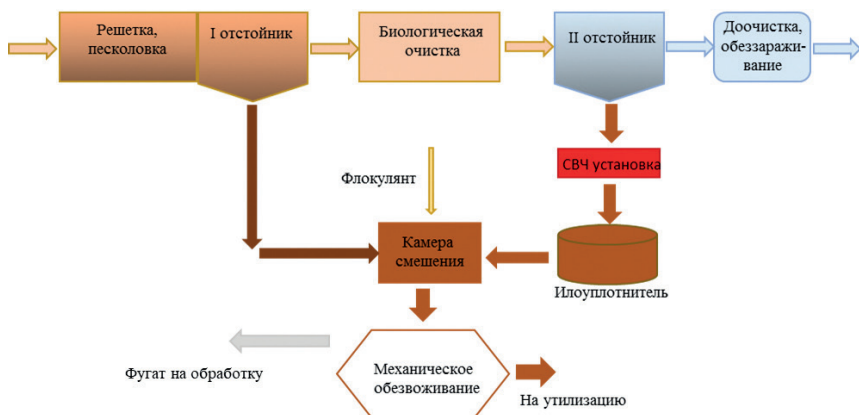 Решетка,
песколовка
I отстойник
Биологическая
очистка
II отстойник
Доочистка,
обеззаражи-
вание
Флокулянт
СВЧ установка
Камера
смешения
Илоуплотнитель
Фугат на обработку
Механическое
обезвоживание
На утилизацию